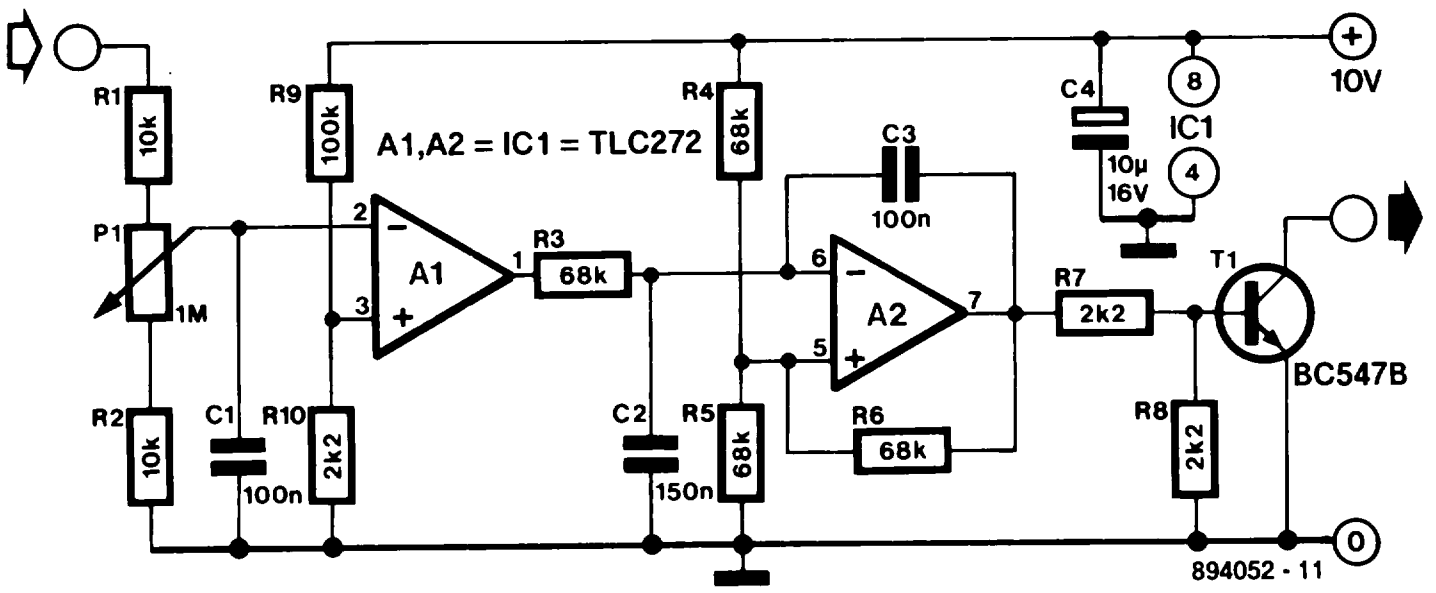 R1
10k
P1
1M
R2
10k
C1
100n
R9
100k
R10
2k2
A1,A2 = IC1 = TLC272
2
−
A1
3
+
1
R3
68k
C2
150n
R4
68k
R5
68k
C3
100n
6
−
A2
5
+
7
R6
68k
C4
10µ
16V
8
IC1
4
+
10V
R7
2k2
R8
2k2
T1
BC547B
0
894052 - 11